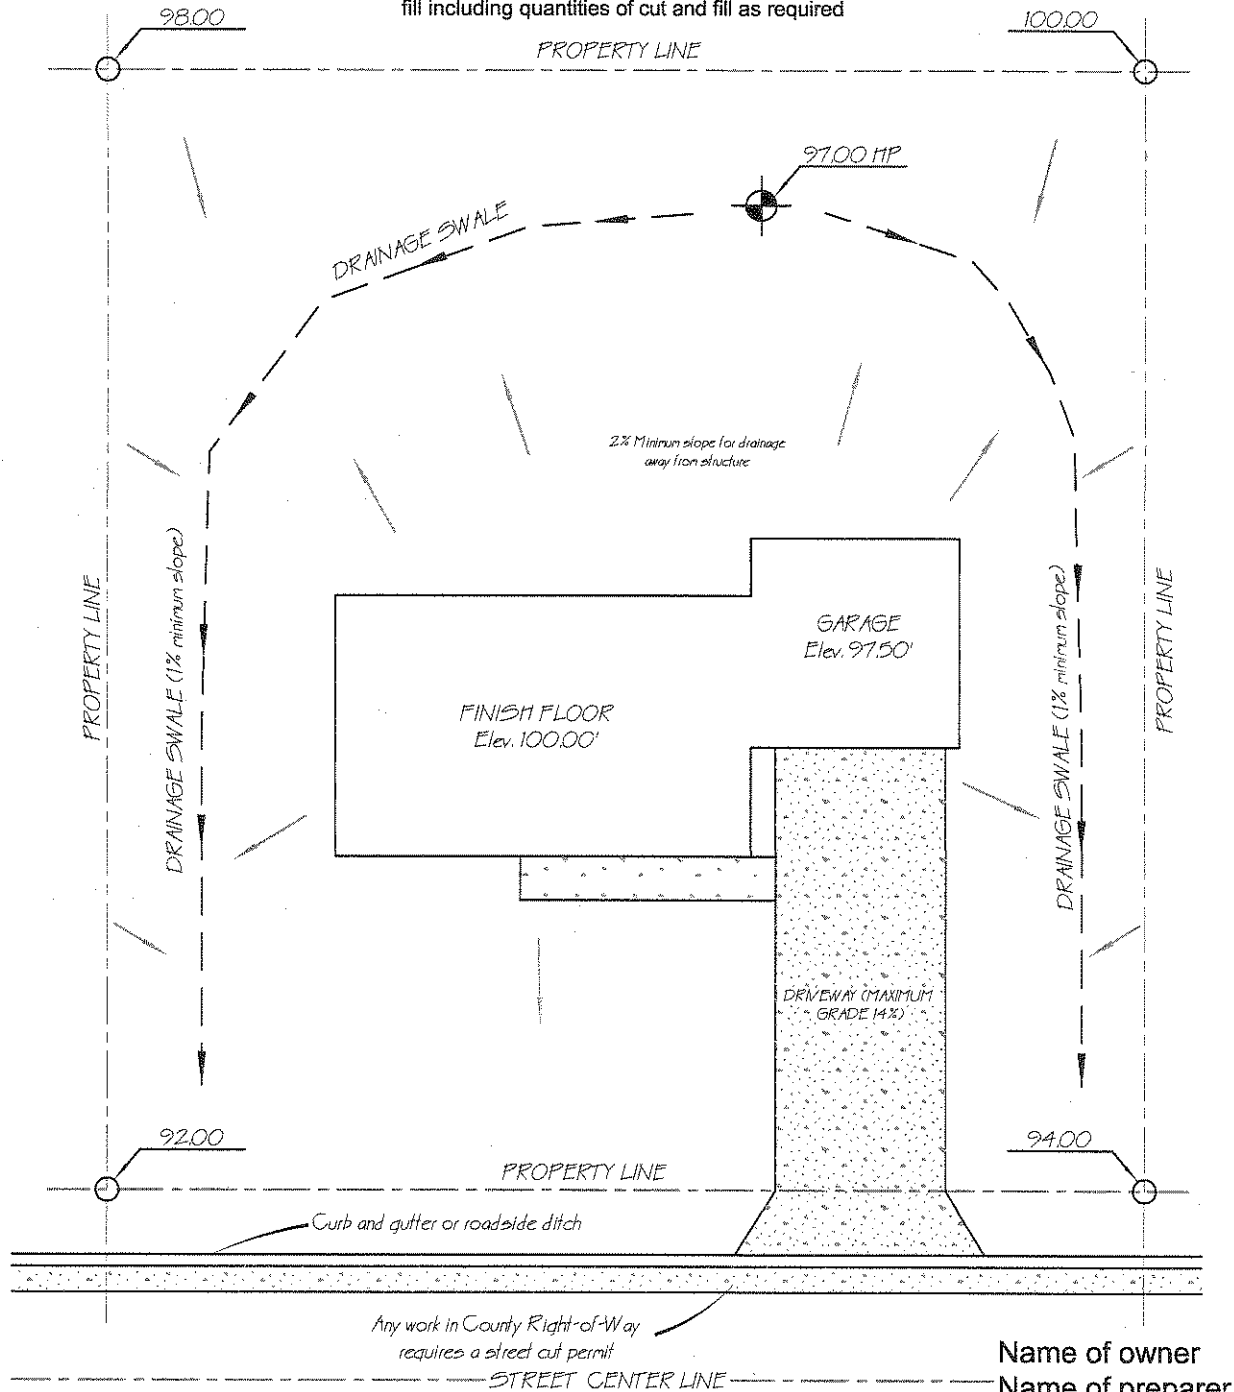 fill including quantities of cut and fill as required
98.00
100.00
PROPERTY LINE
97.00 HP
DRAINAGE SWALE
2% Minimum slope for drainage
away from structure
PROPERTY LINE
DRAINAGE SWALE (1% minimum slope)
GARAGE
Elev. 97.50'
FINISH FLOOR
Elev. 100.00'
DRAINAGE SWALE (1% minimum slope)
PROPERTY LINE
DRIVEWAY (MAXIMUM
GRADE 14%)
92.00
94.00
PROPERTY LINE
Curb and gutter or roadside ditch
Any work in County Right-of-Way
requires a street cut permit
STREET CENTER LINE
Name of owner
Name of preparer